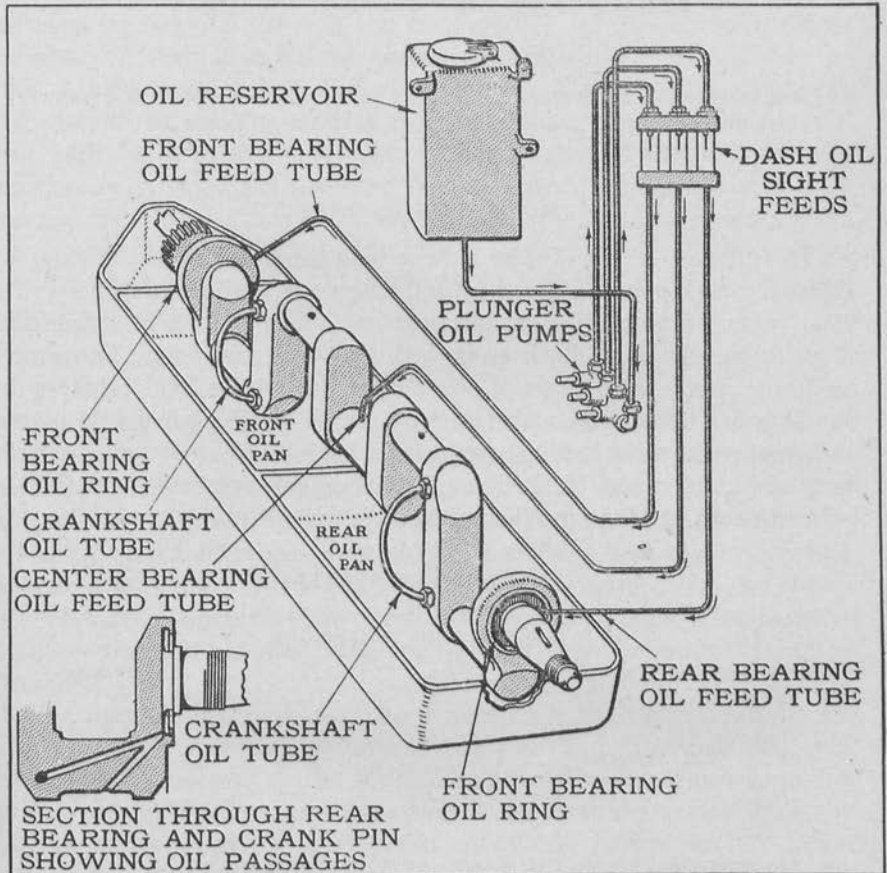 OIL RESERVOIR
FRONT BEARING
OIL FEED TUBE
DASH OIL
SIGHT
FEEDS
PLUNGER
OIL PUMPS
FRONT
BEARING
OIL RING
FRONT
OIL
PAN
CRANKSHAFT
OIL TUBE
REAR
OIL
PAN
CENTER BEARING
OIL FEED TUBE
REAR BEARING
OIL FEED TUBE
CRANKSHAFT
OIL TUBE
FRONT BEARING
OIL RING
SECTION THROUGH REAR
BEARING AND CRANK PIN
SHOWING OIL PASSAGES